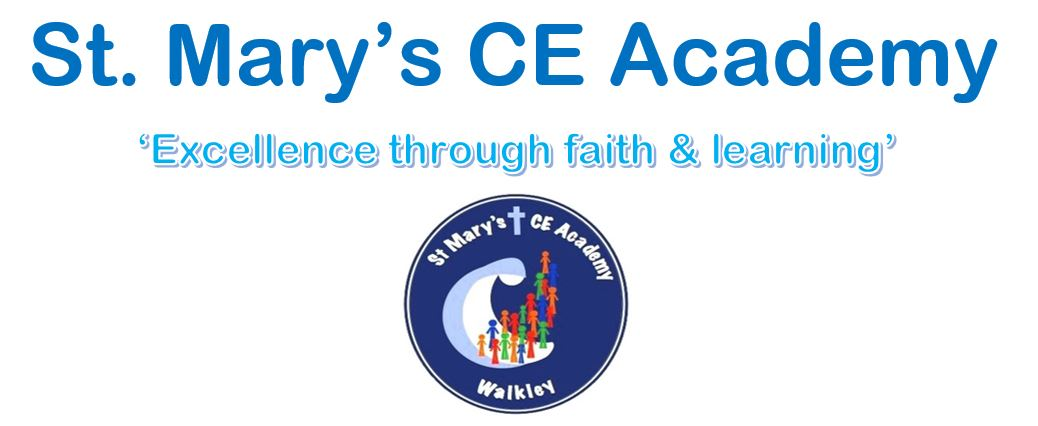 St. Mary’s CE Academy
‘Excellence through faith & learning’
St Mary's CE Academy
Walkley